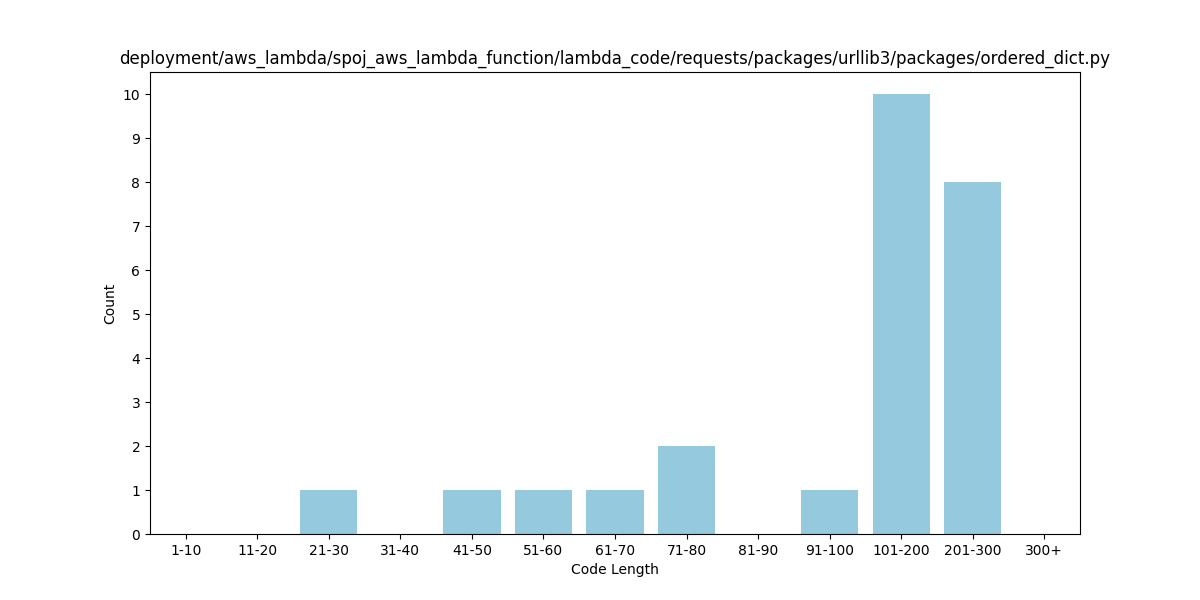 deployment/aws_lambda/spoj_aws_lambda_function/lambda_code/requests/packages/urllib3/packages/ordered_dict.py
10
9
8
7
6
5
4
3
2
1
0
Count
1-10 11-20 21-30 31-40 41-50 51-60 61-70 71-80 81-90 91-100 101-200 201-300 300+
Code Length